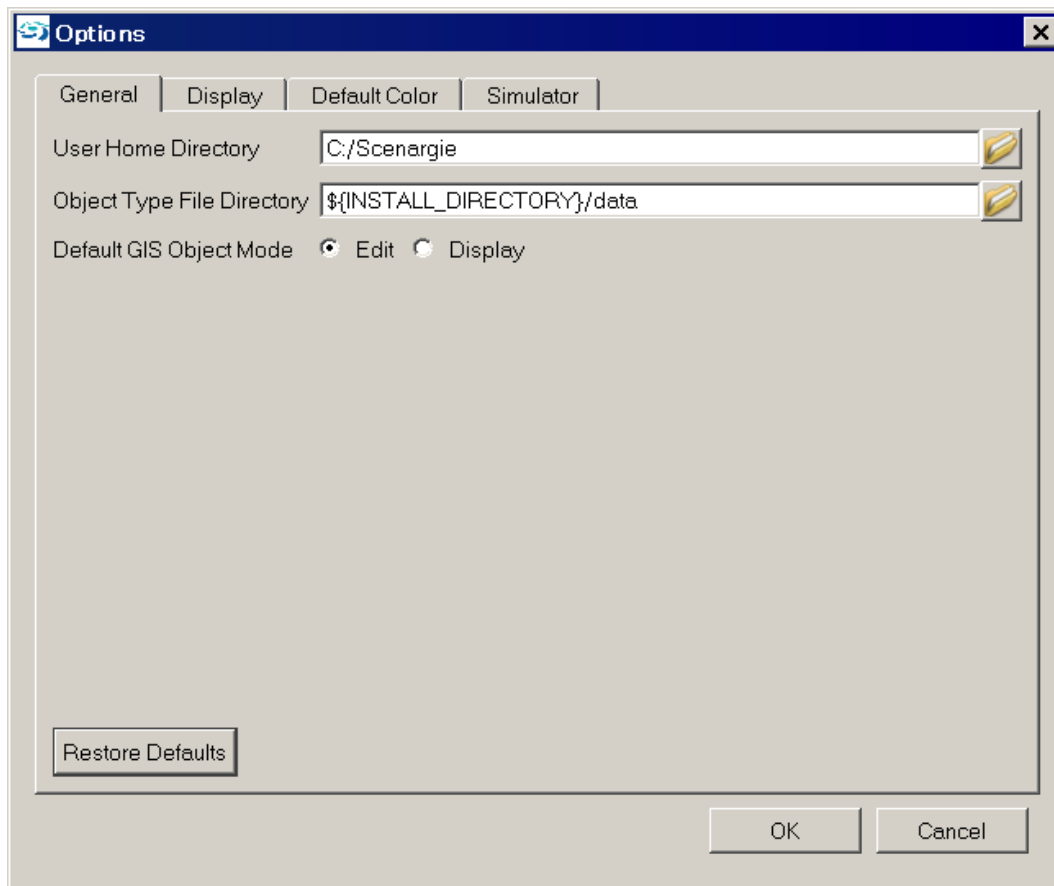 Options
General Display Default Color Simulator
User Home Directory C:/Scenargie
Object Type File Directory ${INSTALL_DIRECTORY}/data
Default GIS Object Mode Edit Display
Restore Defaults
OK Cancel